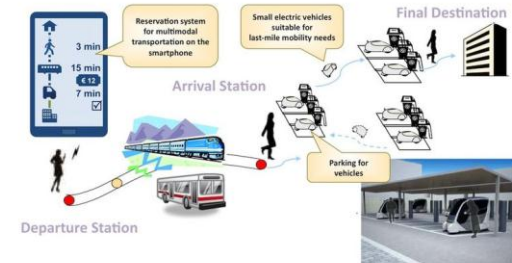 Reservation system
for multimodal
transportation on the
smartphone
3 min
15 min
€ 12
7 min
Small electric vehicles
suitable for
last-mile mobility needs
Final Destination
Arrival Station
Parking for
vehicles
Departure Station